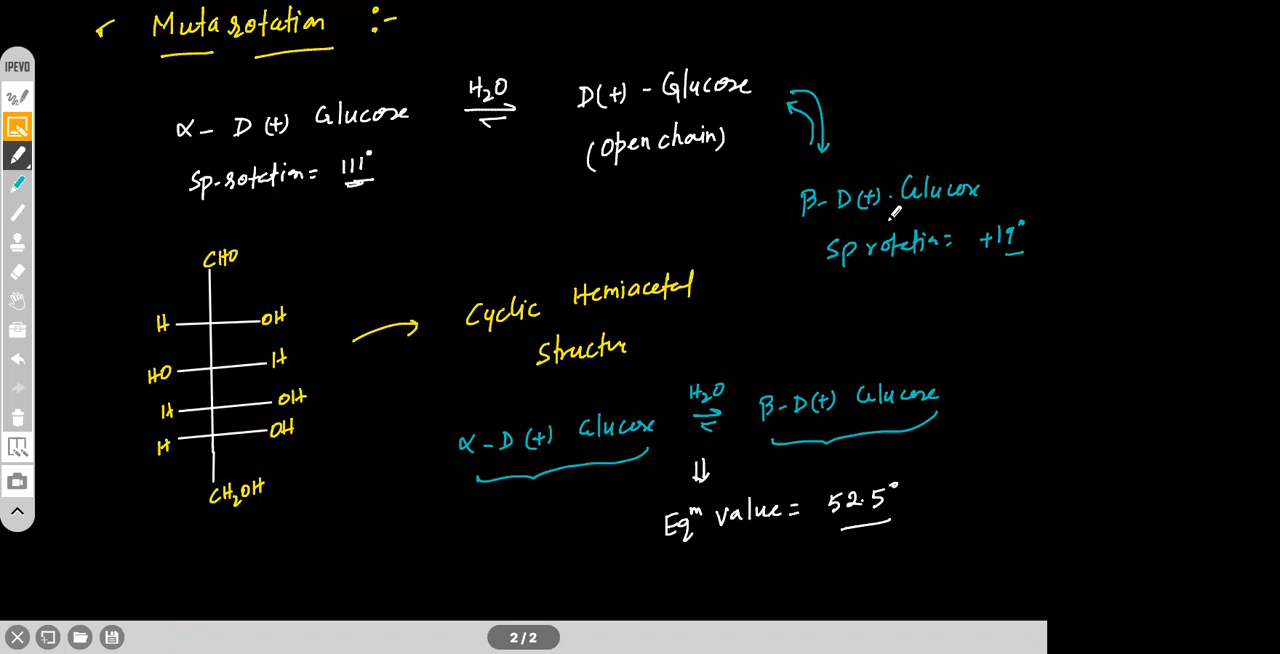 Mutarotation :-
IPEVO
α- D (+) Glucose ⇌ H₂O D(+) - Glucose
(Open chain)
Sp-rotation = 111°
β- D(+) . Glucose
Sp rotation = +19°
CHO
H OH
HO H
H OH
H OH
CH₂OH
Cyclic Hemiacetal
Structur
α-D(+) Glucose ⇌ H₂O β-D(+) Glucose
⇓
Eqᵐ value = 52.5°
2/2